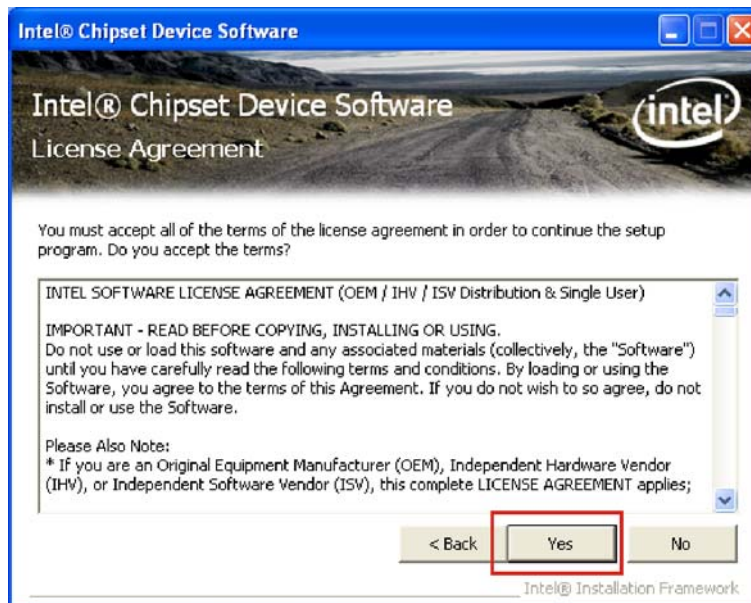 Intel® Chipset Device Software
Intel® Chipset Device Software
intel
License Agreement
You must accept all of the terms of the license agreement in order to continue the setup
program. Do you accept the terms?
INTEL SOFTWARE LICENSE AGREEMENT (OEM / IHV / ISV Distribution & Single User)
IMPORTANT - READ BEFORE COPYING, INSTALLING OR USING.
Do not use or load this software and any associated materials (collectively, the "Software")
until you have carefully read the following terms and conditions. By loading or using the
Software, you agree to the terms of this Agreement. If you do not wish to so agree, do not
install or use the Software.
Please Also Note:
* If you are an Original Equipment Manufacturer (OEM), Independent Hardware Vendor
(IHV), or Independent Software Vendor (ISV), this complete LICENSE AGREEMENT applies;
< Back Yes No
Intel® Installation Framework